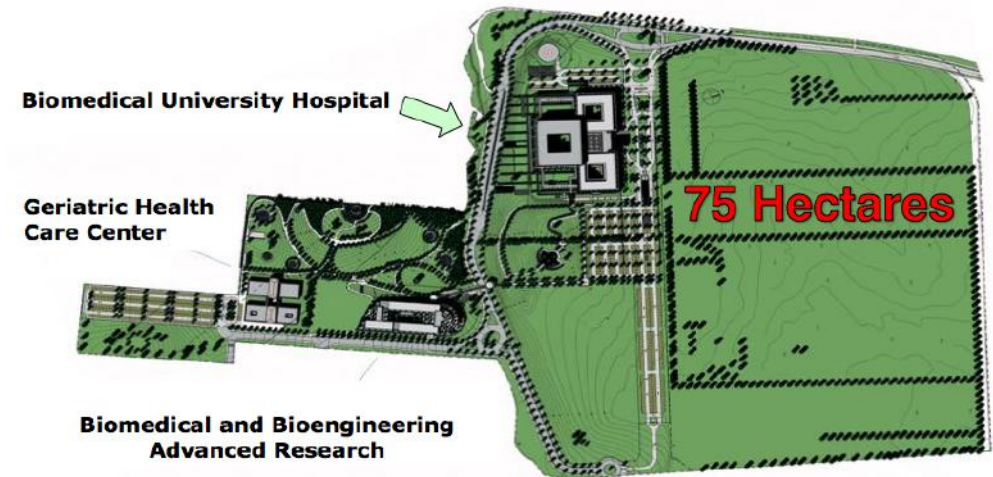 Biomedical University Hospital
75 Hectares
Geriatric Health
Care Center
Biomedical and Bioengineering
Advanced Research